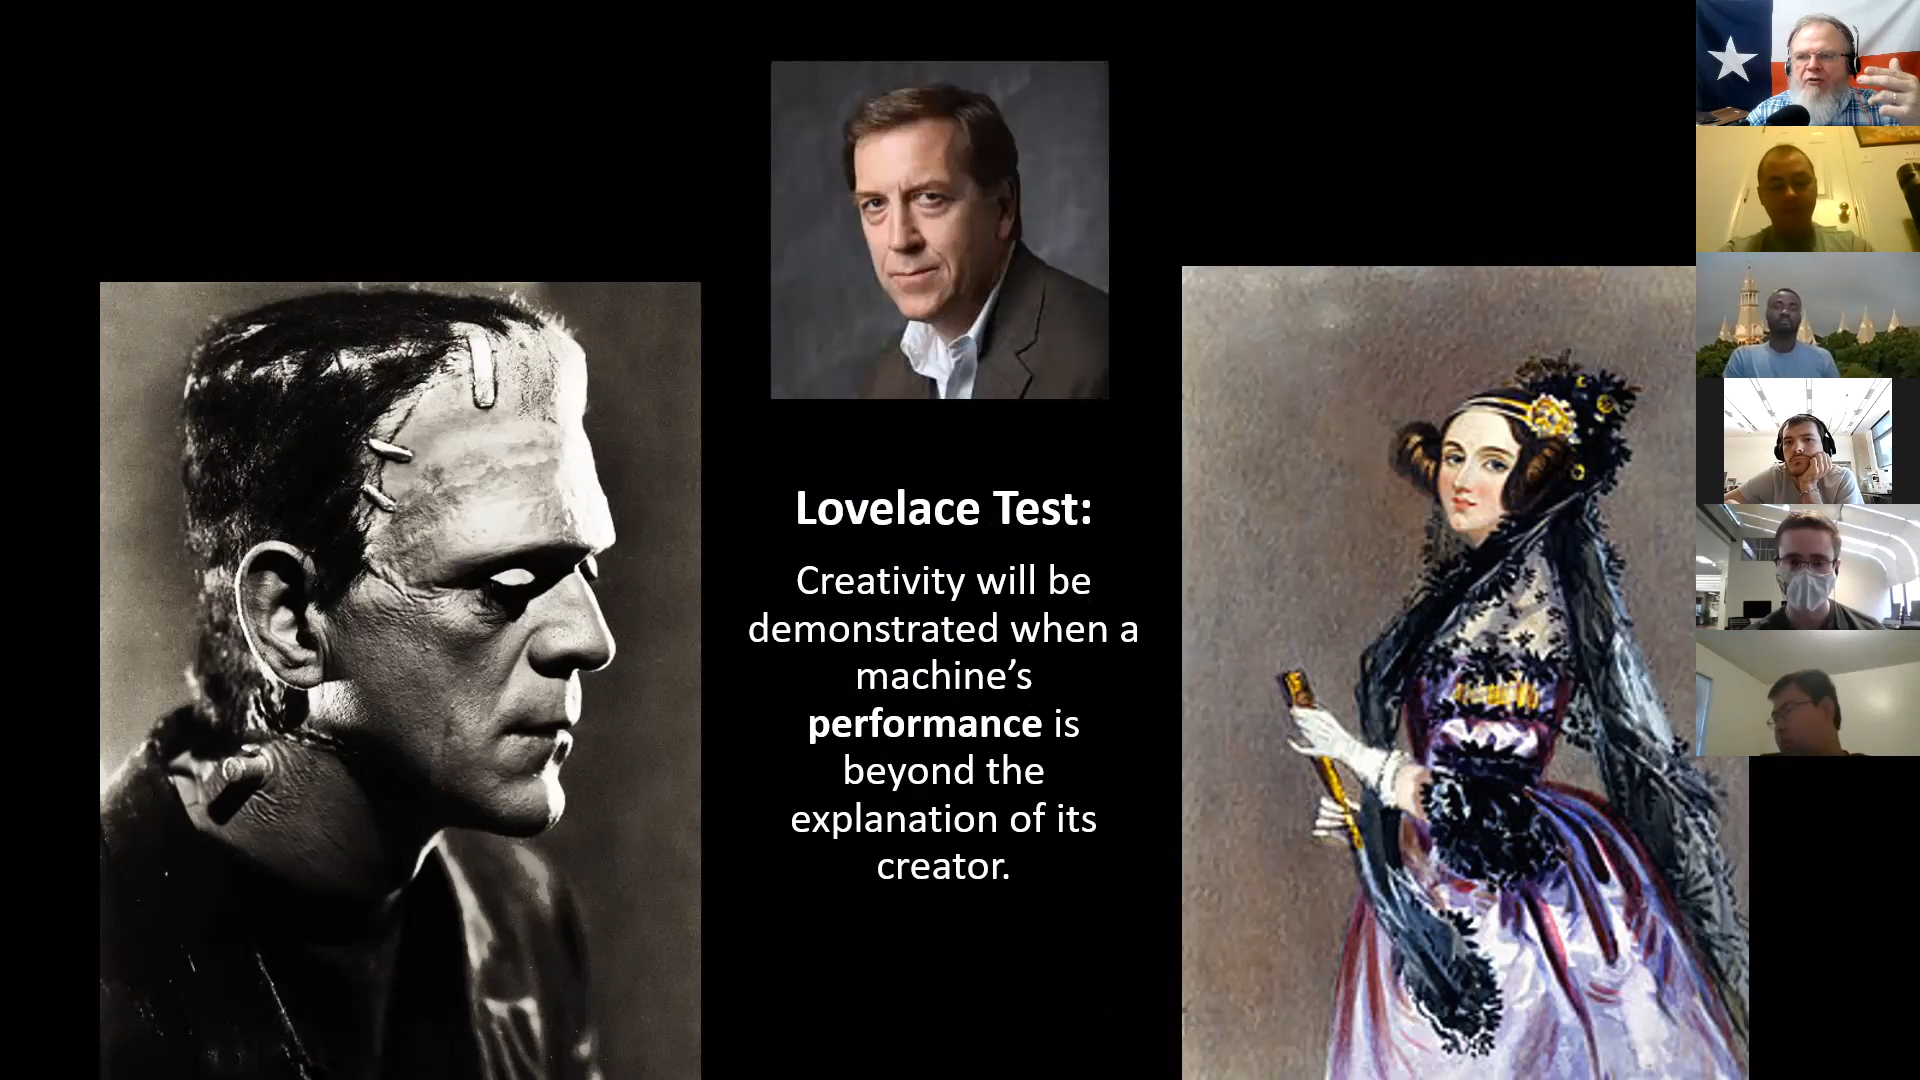 Lovelace Test:
Creativity will be
demonstrated when a
machine’s
performance is
beyond the
explanation of its
creator.